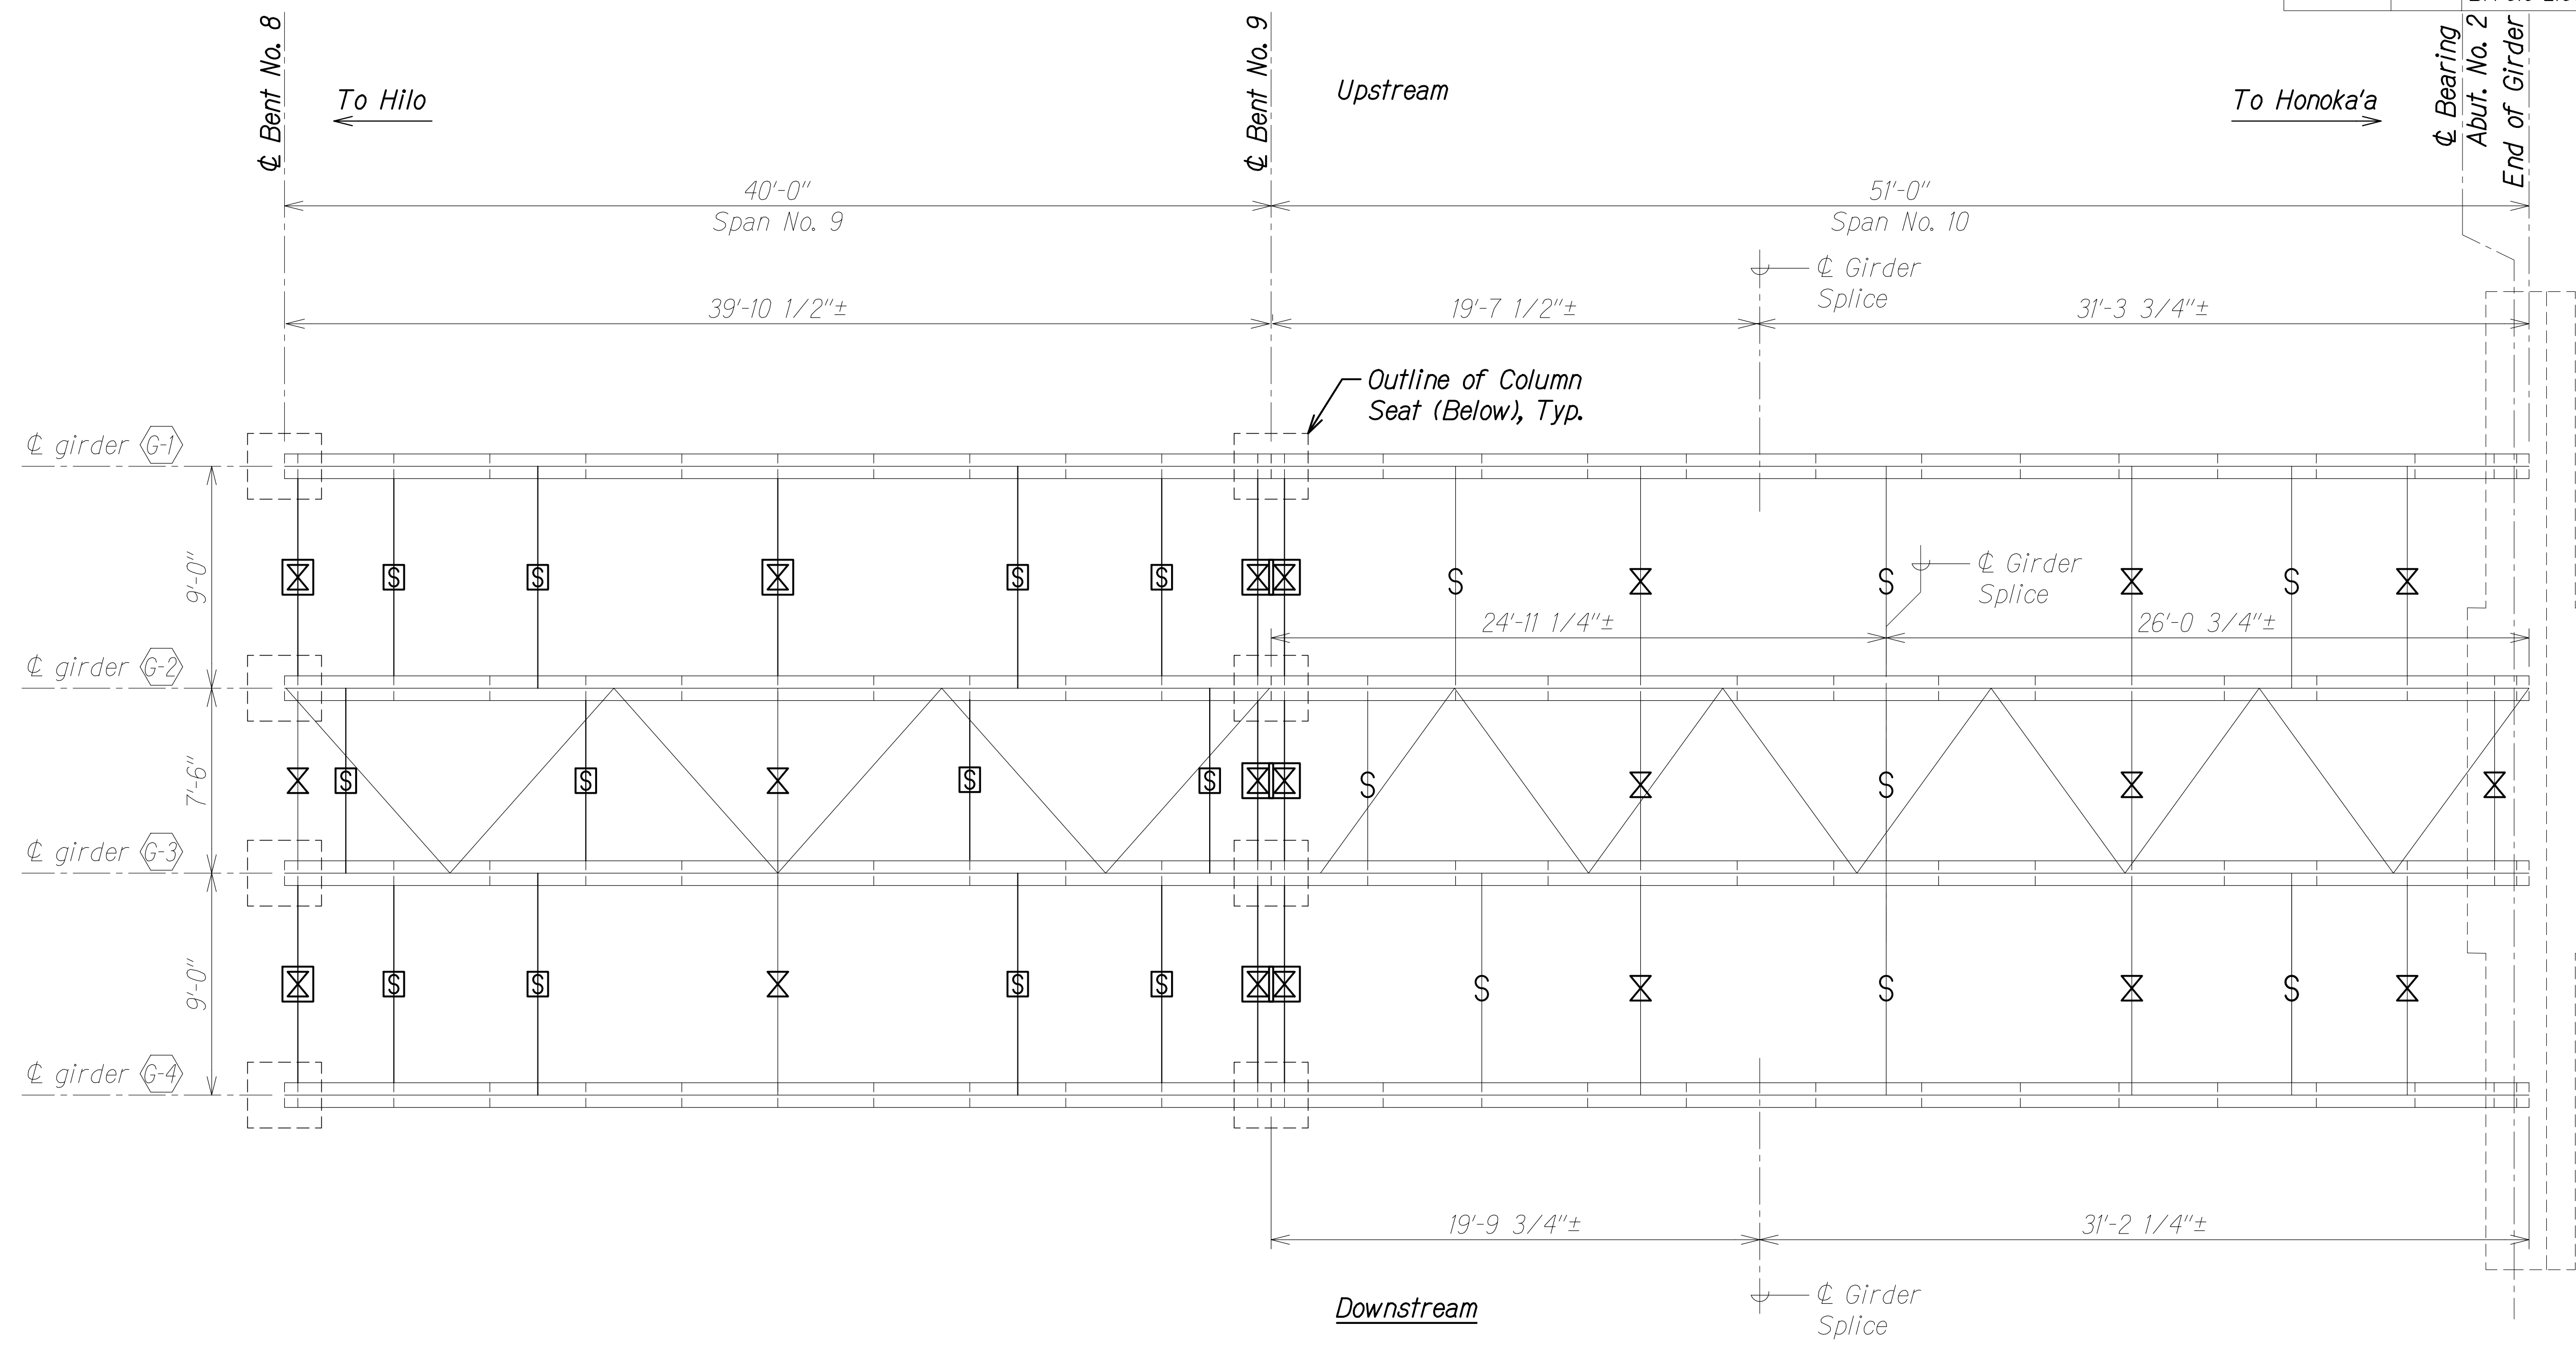 ℄ Bent No. 8
℄ Bent No. 9
℄ Bearing
Abut. No. 2
End of Girder
To Hilo
Upstream
To Honoka'a
40'-0"
Span No. 9
51'-0"
Span No. 10
℄ Girder
Splice
39'-10 1/2"±
19'-7 1/2"±
31'-3 3/4"±
Outline of Column
Seat (Below), Typ.
℄ girder G-1
9'-0"
S
S
S
S
S
S
S
℄ Girder
Splice
24'-11 1/4"±
26'-0 3/4"±
℄ girder G-2
7'-6"
S
S
S
S
S
S
℄ girder G-3
9'-0"
S
S
S
S
S
S
S
℄ girder G-4
19'-9 3/4"±
31'-2 1/4"±
℄ Girder
Splice
Downstream